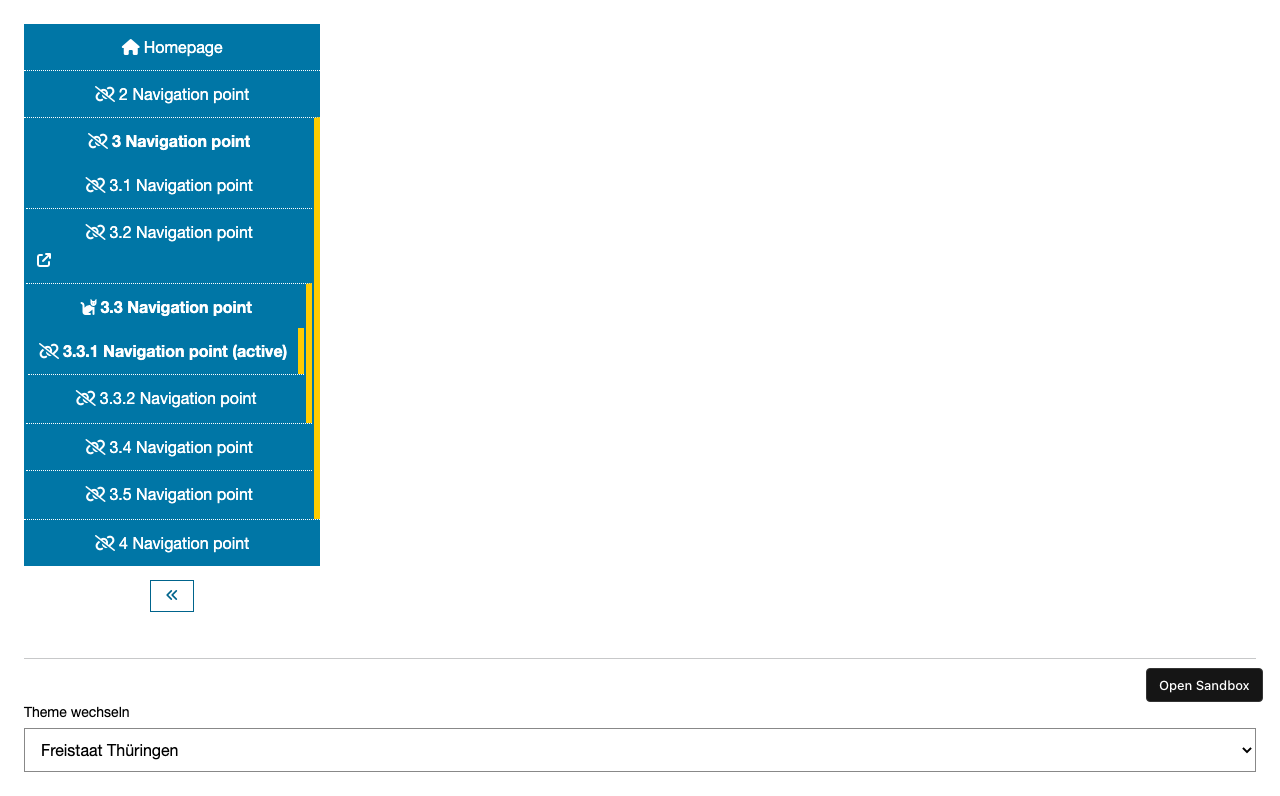 Homepage
2 Navigation point
3 Navigation point
3.1 Navigation point
3.2 Navigation point
3.3 Navigation point
3.3.1 Navigation point (active)
3.3.2 Navigation point
3.4 Navigation point
3.5 Navigation point
4 Navigation point
Open Sandbox
Theme wechseln
Freistaat Thüringen